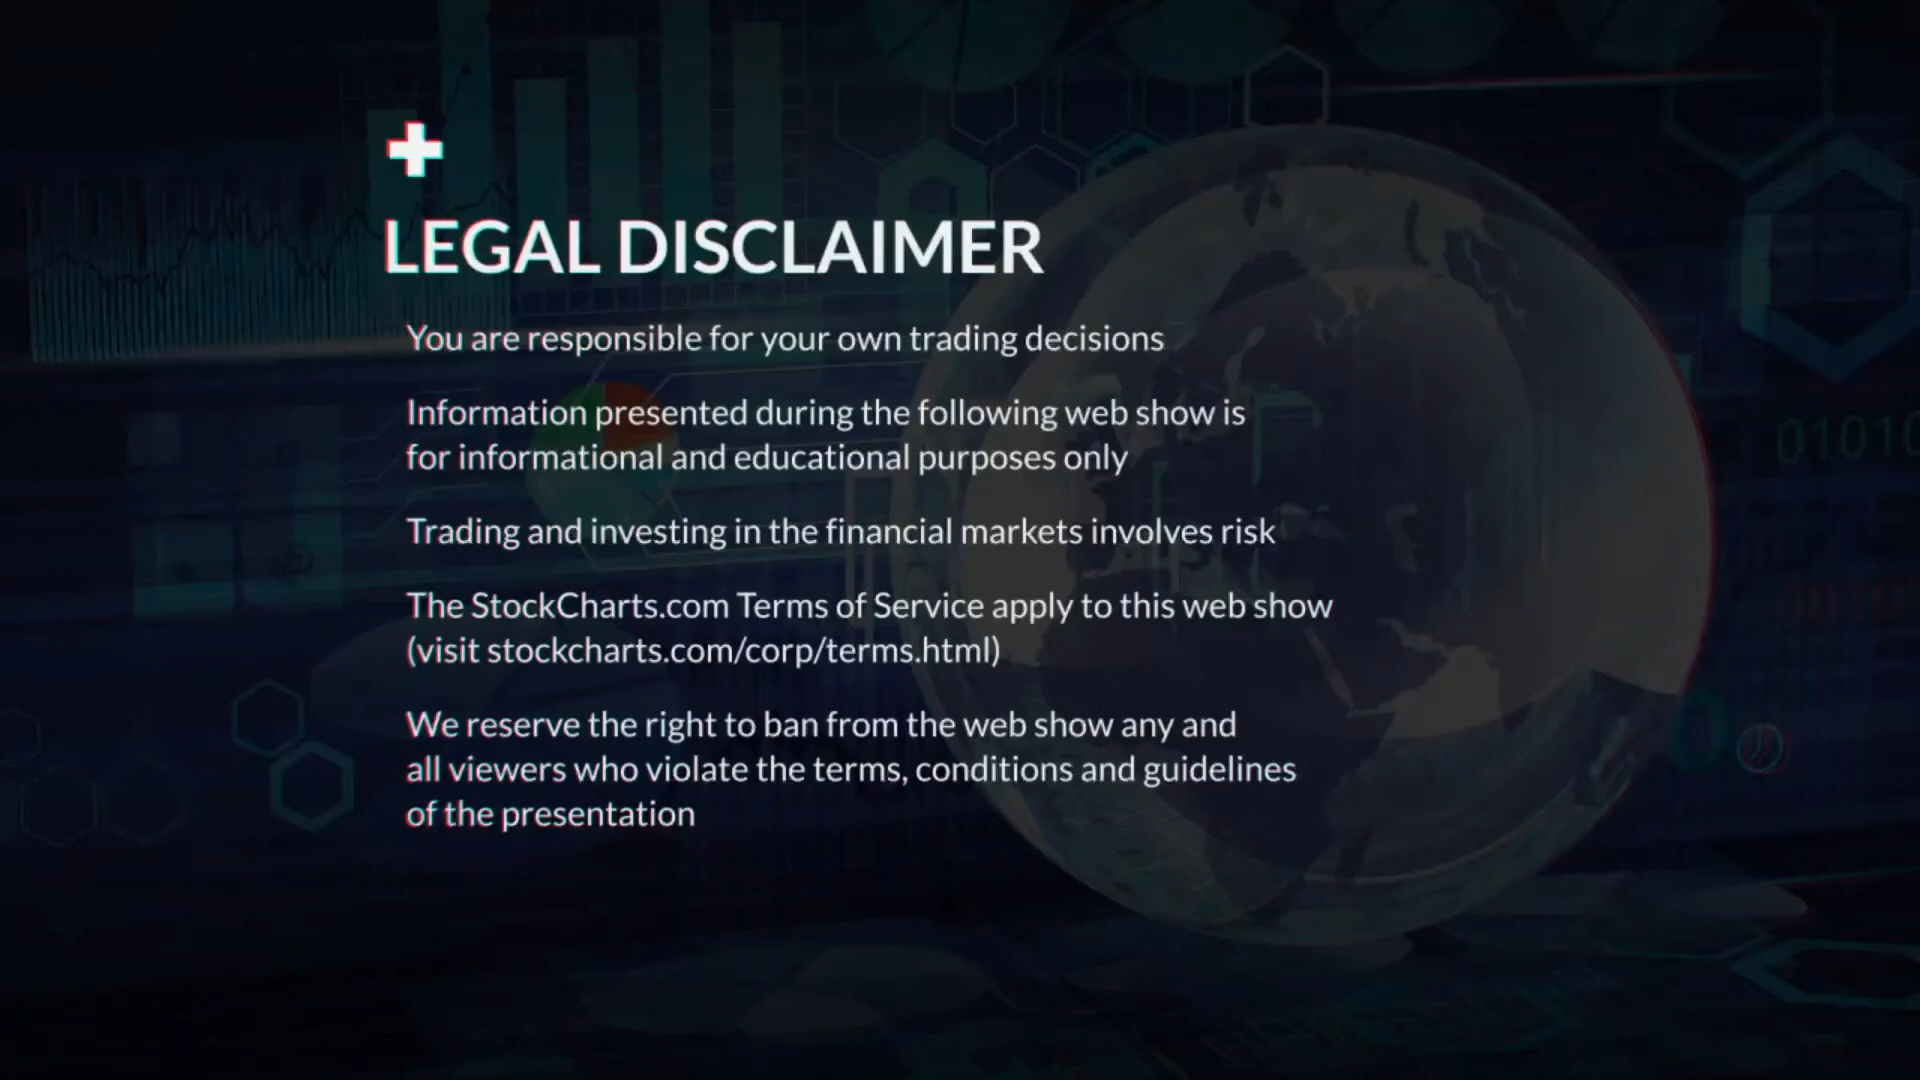 LEGAL DISCLAIMER
You are responsible for your own trading decisions
Information presented during the following web show is
for informational and educational purposes only
Trading and investing in the financial markets involves risk
The StockCharts.com Terms of Service apply to this web show
(visit stockcharts.com/corp/terms.html)
We reserve the right to ban from the web show any and
all viewers who violate the terms, conditions and guidelines
of the presentation
01010